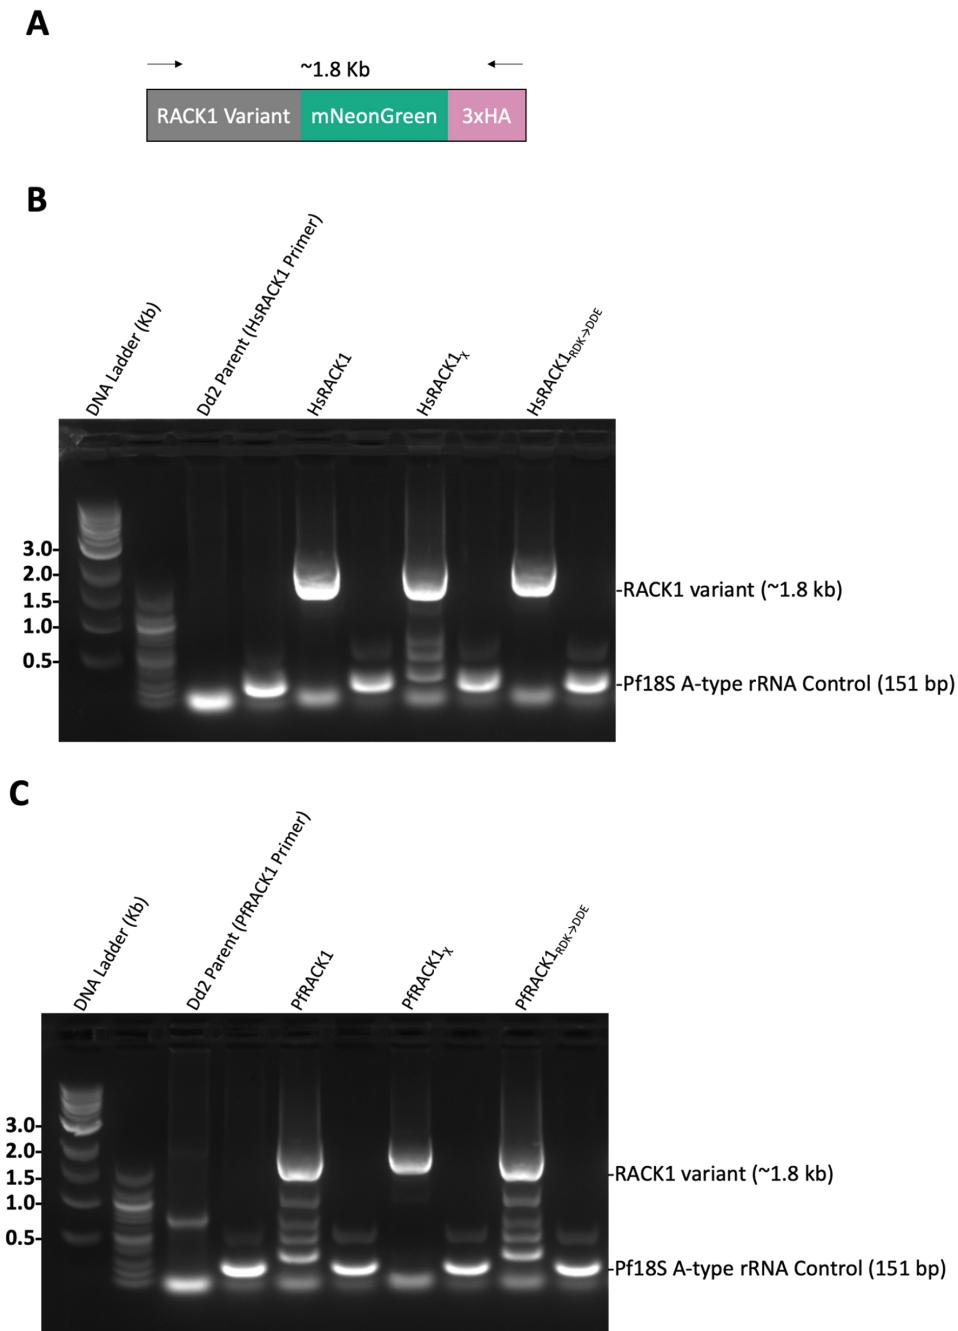 A
~1.8 Kb
RACK1 Variant
mNeonGreen
3xHA
B
DNA Ladder (Kb)
Dd2 Parent (HsRACK1 Primer)
HsRACK1
HsRACK1X
HsRACK1RDK→DDE
3.0-
2.0-
1.5-
1.0-
0.5-
-RACK1 variant (~1.8 kb)
-Pf18S A-type rRNA Control (151 bp)
C
DNA Ladder (Kb)
Dd2 Parent (PfRACK1 Primer)
PfRACK1
PfRACK1X
PfRACK1RDK→DDE
3.0-
2.0-
1.5-
1.0-
0.5-
-RACK1 variant (~1.8 kb)
-Pf18S A-type rRNA Control (151 bp)